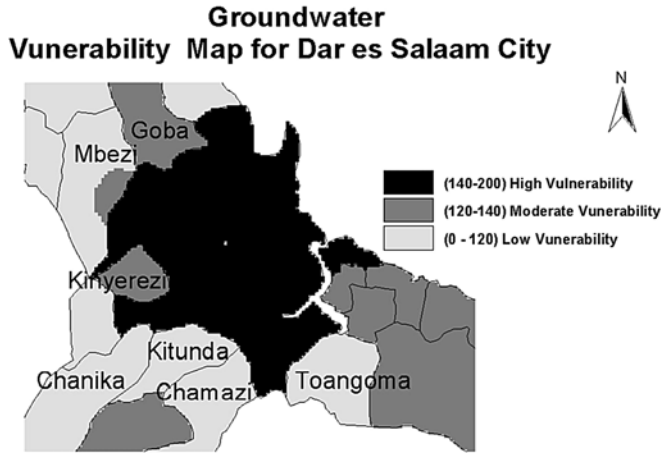 Groundwater
Vunerability Map for Dar es Salaam City
N
Goba
Mbezi
(140-200) High Vulnerability
(120-140) Moderate Vunerability
(0 - 120) Low Vunerability
Kinyerezi
Kitunda
Chanika
Chamazi
Toangoma